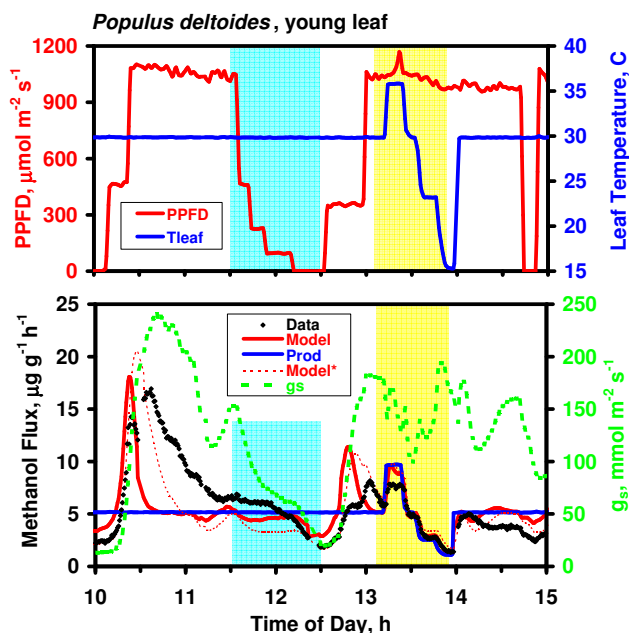 Populus deltoides, young leaf
PPFD, μmol m-2 s-1
1200
900
600
300
0
PPFD
Tleaf
40
35
30
25
20
15
Leaf Temperature, C
Methanol Flux, μg g-1 h-1
25
20
15
10
5
0
Data
Model
Prod
Model*
gs
250
200
150
100
50
0
gs, mmol m-2 s-1
10 11 12 13 14 15
Time of Day, h